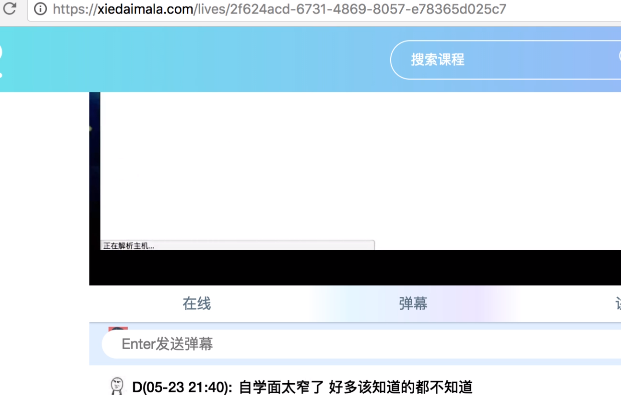 https://xiedaimala.com/lives/2f624acd-6731-4869-8057-e78365d025c7
搜索课程
正在解析主机...
在线
弹幕
Enter发送弹幕
D(05-23 21:40): 自学面太窄了 好多该知道的都不知道